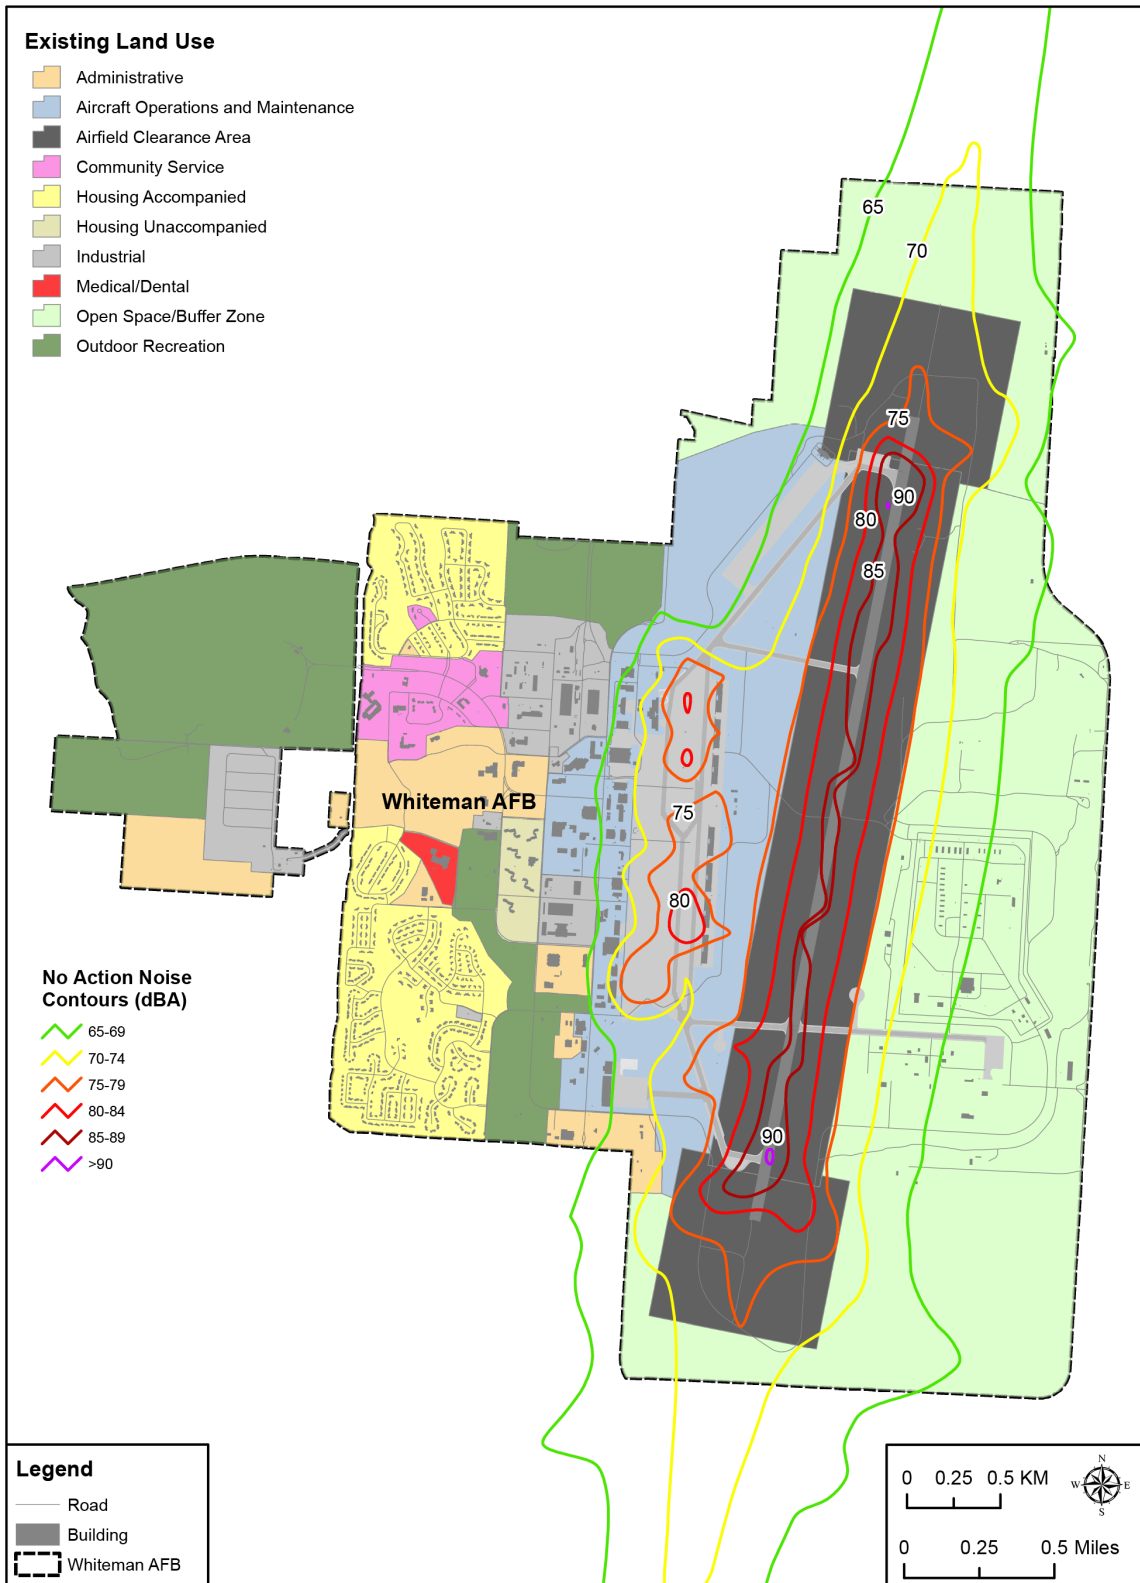 Existing Land Use
Administrative
Aircraft Operations and Maintenance
Airfield Clearance Area
Community Service
Housing Accompanied
Housing Unaccompanied
Industrial
Medical/Dental
Open Space/Buffer Zone
Outdoor Recreation
65
70
75
90
80
85
Whiteman AFB
75
80
90
No Action Noise
Contours (dBA)
65-69
70-74
75-79
80-84
85-89
>90
Legend
Road
Building
Whiteman AFB
0 0.25 0.5 KM
N
W E
S
0 0.25 0.5 Miles